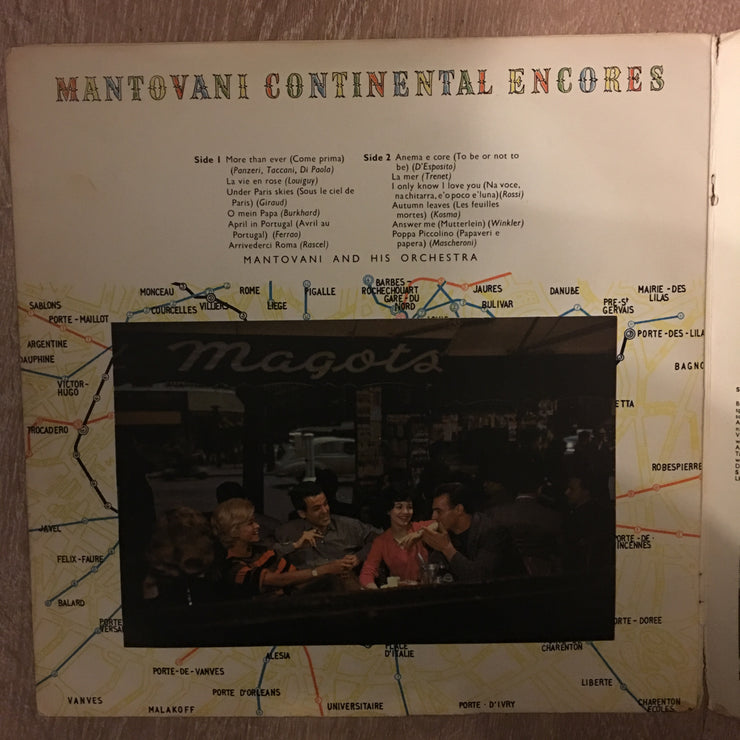 MANTOVANI CONTINENTAL ENCORES
Side 1 More than ever (Come prima)
(Panzeri, Taccani, Di Paola)
La vie en rose (Louiguy)
Under Paris skies (Sous le ciel de
Paris) (Giraud)
O mein Papa (Burkhard)
April in Portugal (Avril au
Portugal) (Ferrao)
Arrivederci Roma (Rascel)
Side 2 Anema e core (To be or not to
be) (D'Esposito)
La mer (Trenet)
I only know I love you (Na voce,
na chitarra, e'o poco e'luna) (Rossi)
Autumn leaves (Les feuilles
mortes) (Kosma)
Answer me (Mutterlein) (Winkler)
Poppa Piccolino (Papaveri e
papera) (Mascheroni)
MANTOVANI AND HIS ORCHESTRA
MONCEAU
ROME
PIGALLE
BARBES-
ROCHECHOUART
GARE DU
NORD
JAURES
DANUBE
MAIRIE-DES
LILAS
SABLONS
COURCELLES
VILLIERS
LIEGE
BULIVAR
PRE-ST
GERVAIS
PORTE-MAILLOT
PORTE-DES-LILA
ARGENTINE
DAUPHINE
BAGNO
VICTOR-
HUGO
Magots
ETTA
TROCADERO
ROBESPIERRE
JAVEL
PORTE-DE-
VINCENNES
FELIX-FAURE
BALARD
PORTE
VERSAI
ORTE-DOREE
PLACE
D'ITALIE
CHARENTON
ALESIA
PORTE-DE-VANVES
LIBERTE
PORTE D'ORLEANS
VANVES
MALAKOFF
UNIVERSITAIRE
PORTE-D'IVRY
CHARENTON
ECOLES